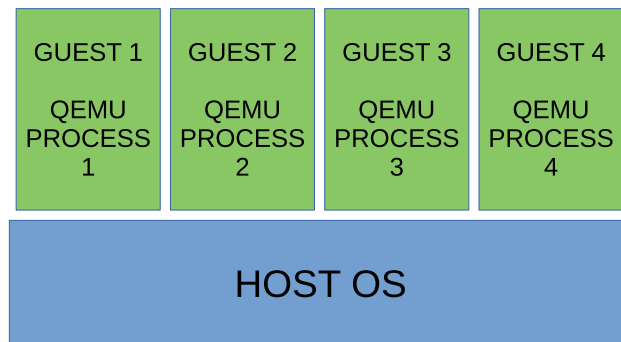 GUEST 1
QEMU
PROCESS
1
GUEST 2
QEMU
PROCESS
2
GUEST 3
QEMU
PROCESS
3
GUEST 4
QEMU
PROCESS
4
HOST OS